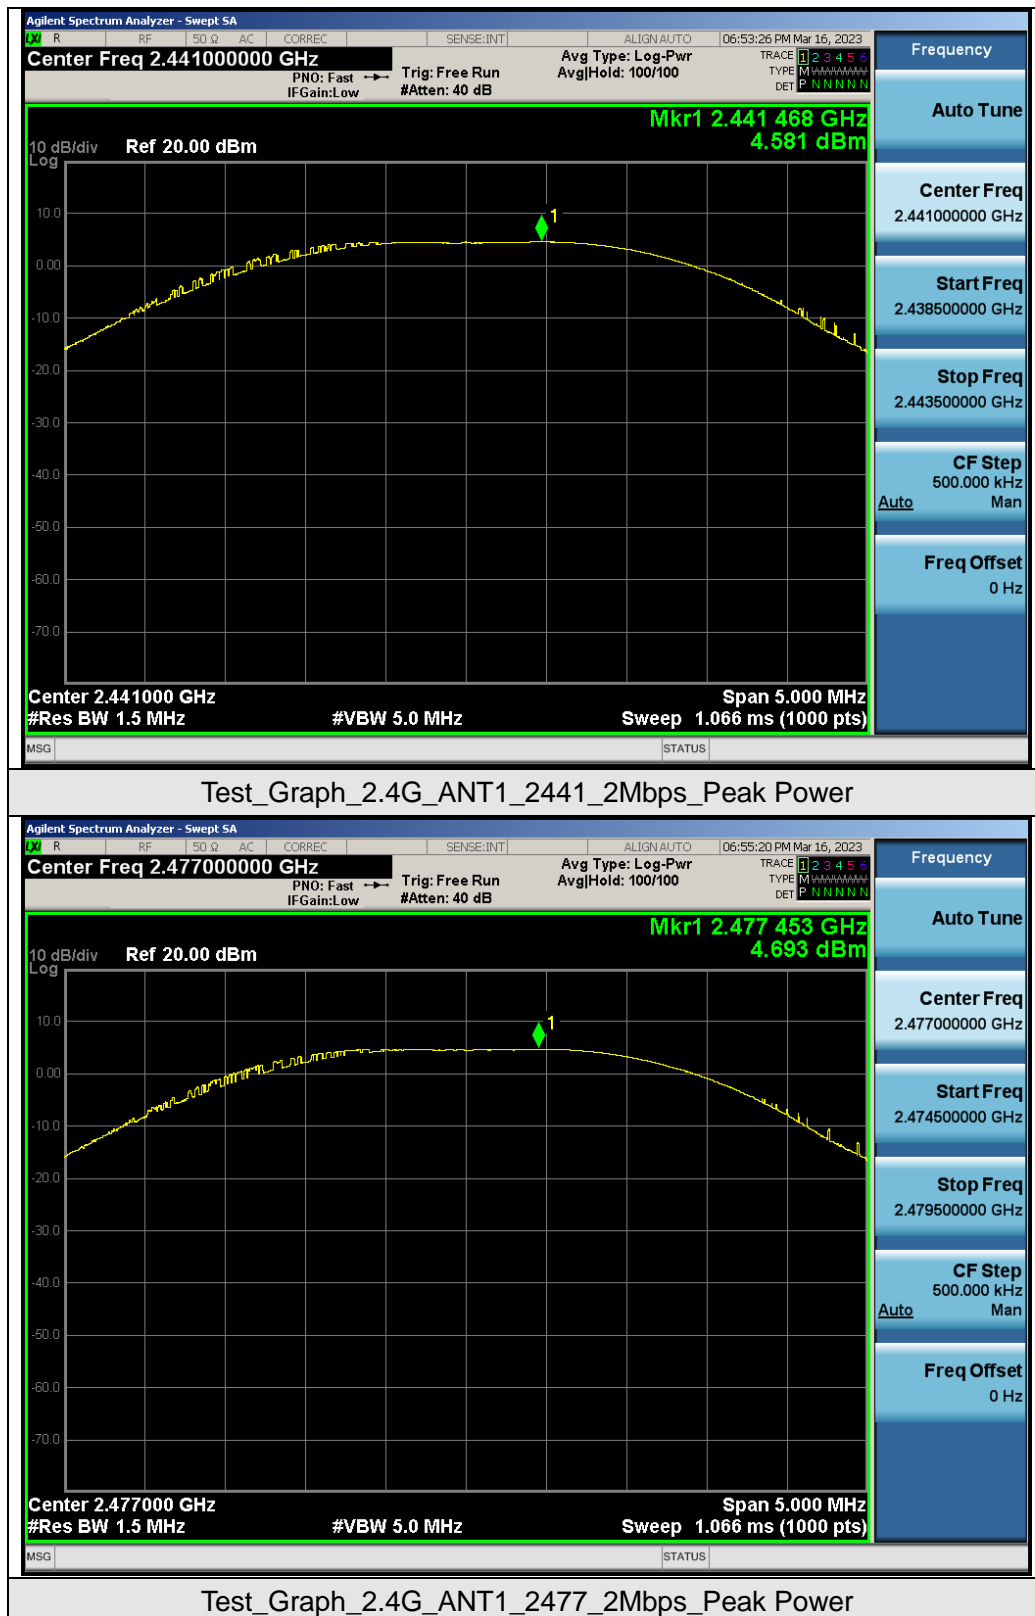 Agilent Spectrum Analyzer - Swept SA
LXI R RF 50 Ω AC CORREC SENSE:INT ALIGN AUTO 06:53:26 PM Mar 16, 2023
Center Freq 2.441000000 GHz
PNO: Fast Trig: Free Run
IFGain:Low #Atten: 40 dB
Avg Type: Log-Pwr
Avg|Hold: 100/100
TRACE 1 2 3 4 5 6
TYPE M WWWWW
DET P N N N N N
Frequency
Auto Tune
Center Freq
2.441000000 GHz
Start Freq
2.438500000 GHz
Stop Freq
2.443500000 GHz
CF Step
500.000 kHz
Auto Man
Freq Offset
0 Hz
Mkr1 2.441 468 GHz
4.581 dBm
10 dB/div Ref 20.00 dBm
Log
10.0
1
0.00
-10.0
-20.0
-30.0
-40.0
-50.0
-60.0
-70.0
Center 2.441000 GHz Span 5.000 MHz
#Res BW 1.5 MHz #VBW 5.0 MHz Sweep 1.066 ms (1000 pts)
MSG STATUS
Test_Graph_2.4G_ANT1_2441_2Mbps_Peak Power
Agilent Spectrum Analyzer - Swept SA
LXI R RF 50 Ω AC CORREC SENSE:INT ALIGN AUTO 06:55:20 PM Mar 16, 2023
Center Freq 2.477000000 GHz
PNO: Fast Trig: Free Run
IFGain:Low #Atten: 40 dB
Avg Type: Log-Pwr
Avg|Hold: 100/100
TRACE 1 2 3 4 5 6
TYPE M WWWWW
DET P N N N N N
Frequency
Auto Tune
Center Freq
2.477000000 GHz
Start Freq
2.474500000 GHz
Stop Freq
2.479500000 GHz
CF Step
500.000 kHz
Auto Man
Freq Offset
0 Hz
Mkr1 2.477 453 GHz
4.693 dBm
10 dB/div Ref 20.00 dBm
Log
10.0
1
0.00
-10.0
-20.0
-30.0
-40.0
-50.0
-60.0
-70.0
Center 2.477000 GHz Span 5.000 MHz
#Res BW 1.5 MHz #VBW 5.0 MHz Sweep 1.066 ms (1000 pts)
MSG STATUS
Test_Graph_2.4G_ANT1_2477_2Mbps_Peak Power